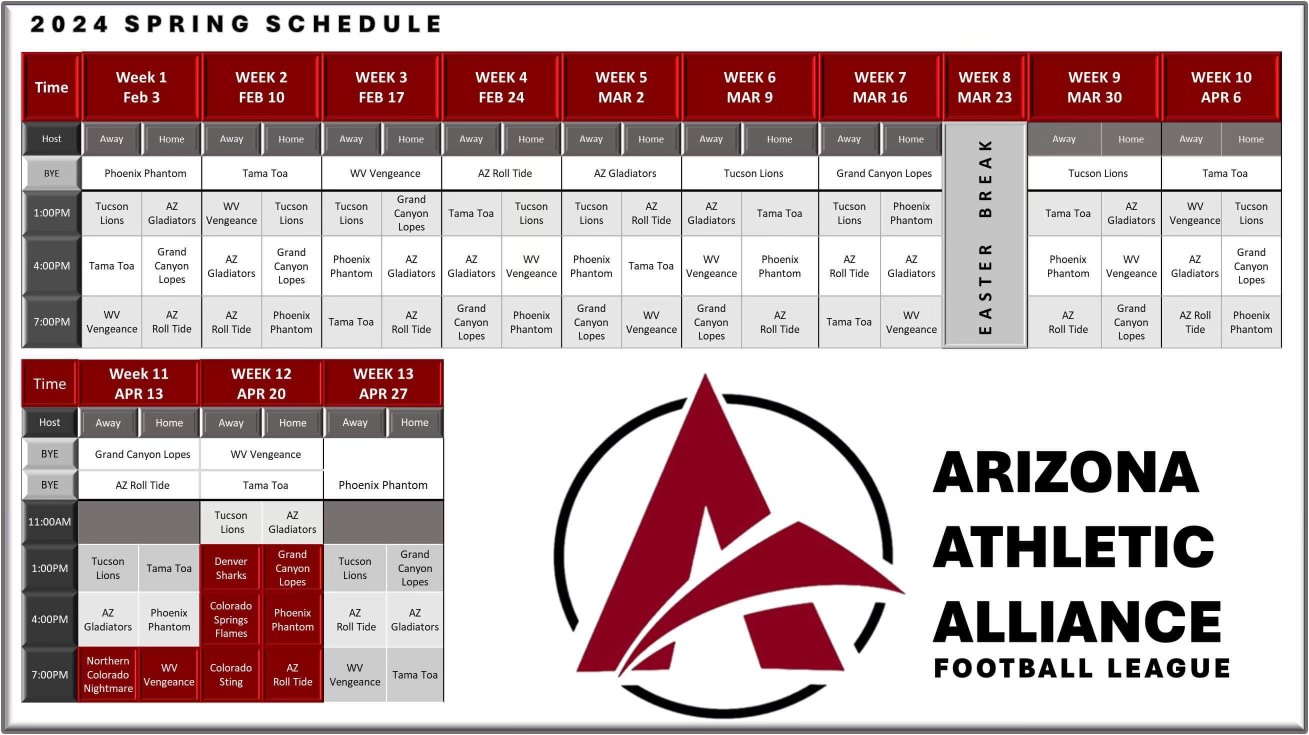 2024 SPRING SCHEDULE
Time Week 1 WEEK 2 WEEK 3 WEEK 4 WEEK 5 WEEK 6 WEEK 7 WEEK 8 WEEK 9 WEEK 10
Feb 3 FEB 10 FEB 17 FEB 24 MAR 2 MAR 9 MAR 16 MAR 23 MAR 30 APR 6
Host Away Home Away Home Away Home Away Home Away Home Away Home Away Home Away Home Away Home
BYE Phoenix Phantom Tama Toa WV Vengeance AZ Roll Tide AZ Gladiators Tucson Lions Grand Canyon Lopes Tucson Lions Tama Toa
EASTER BREAK
1:00PM Tucson Lions AZ Gladiators WV Vengeance Tucson Lions Tucson Lions Grand Canyon Lopes Tama Toa Tucson Lions Tucson Lions AZ Roll Tide AZ Gladiators Tama Toa Tucson Lions Phoenix Phantom Tama Toa AZ Gladiators WV Vengeance Tucson Lions
4:00PM Tama Toa Grand Canyon Lopes AZ Gladiators Grand Canyon Lopes Phoenix Phantom AZ Gladiators AZ Gladiators WV Vengeance Phoenix Phantom Tama Toa WV Vengeance Phoenix Phantom AZ Roll Tide AZ Gladiators Phoenix Phantom WV Vengeance AZ Gladiators Grand Canyon Lopes
7:00PM WV Vengeance AZ Roll Tide AZ Roll Tide Phoenix Phantom Tama Toa AZ Roll Tide Grand Canyon Lopes Phoenix Phantom Grand Canyon Lopes WV Vengeance Grand Canyon Lopes AZ Roll Tide Tama Toa WV Vengeance AZ Roll Tide Grand Canyon Lopes AZ Roll Tide Phoenix Phantom
Time Week 11 WEEK 12 WEEK 13
APR 13 APR 20 APR 27
Host Away Home Away Home Away Home
BYE Grand Canyon Lopes WV Vengeance
BYE AZ Roll Tide Tama Toa Phoenix Phantom
11:00AM Tucson Lions AZ Gladiators
1:00PM Tucson Lions Tama Toa Denver Sharks Grand Canyon Lopes Tucson Lions Grand Canyon Lopes
4:00PM AZ Gladiators Phoenix Phantom Colorado Springs Flames Phoenix Phantom AZ Roll Tide AZ Gladiators
7:00PM Northern Colorado Nightmare WV Vengeance Colorado Sting AZ Roll Tide WV Vengeance Tama Toa
ARIZONA
ATHLETIC
ALLIANCE
FOOTBALL LEAGUE